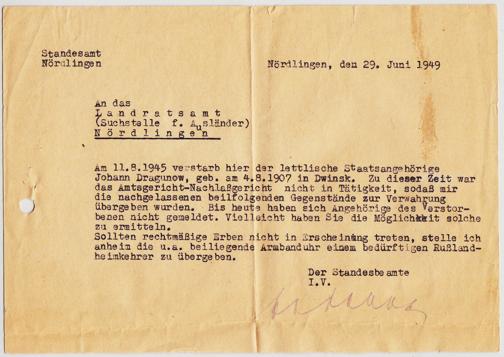 Standesamt
Nördlingen
Nördlingen, den 29. Juni 1949
An das
Landratsamt
(Suchstelle f. Ausländer)
Nördlingen
Am 11.8.1945 verstarb hier der lettlische Staatsangehörige
Johann Dragunow, geb. am 4.8.1907 in Dwinsk. Zu dieser Zeit war
das Amtsgericht-Nachlaßgericht nicht in Tätigkeit, sodaß mir
die nachgelassenen beilfolgenden Gegenstände zur Verwahrung
übergeben wurden. Bis heute haben sich Angehörige des Verstor-
benen nicht gemeldet. Vielleicht haben Sie die Möglichkeit solche
zu ermitteln.
Sollten rechtmäßige Erben nicht in Erscheinung treten, stelle ich
anheim die u.a. beiliegende Armbanduhr einem bedürftigen Rußland-
heimkehrer zu übergeben.
Der Standesbeamte
I.V.